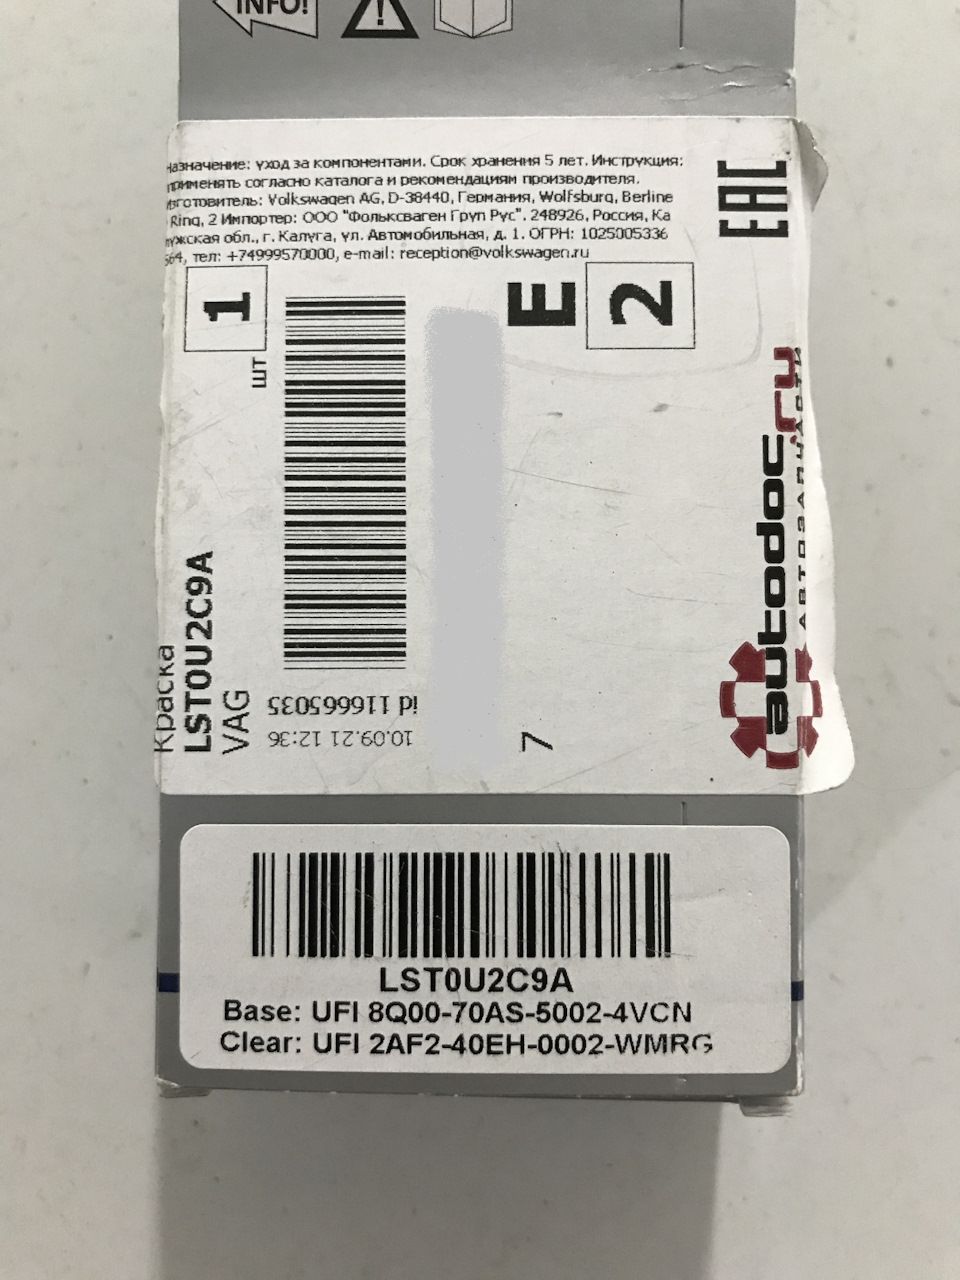 INFO!
назначение: уход за компонентами. Срок хранения 5 лет. Инструкция:
применять согласно каталога и рекомендациям производителя.
изготовитель: Volkswagen AG, D-38440, Германия, Wolfsburg, Berline
Ring, 2 Импортер: ООО "Фольксваген Груп Рус". 248926, Россия, Ка
лужская обл., г. Калуга, ул. Автомобильная, д. 1. ОГРН: 1025005336
564, тел: +74999570000, e-mail: reception@volkswagen.ru
EAC
1
шт
E
2
Краска
LST0U2C9A
VAG
id 116665035
10.09.21 12:36
7
autodoc.ru
АВТОЗАПЧАСТИ
LST0U2C9A
Base: UFI 8Q00-70AS-5002-4VCN
Clear: UFI 2AF2-40EH-0002-WMRG